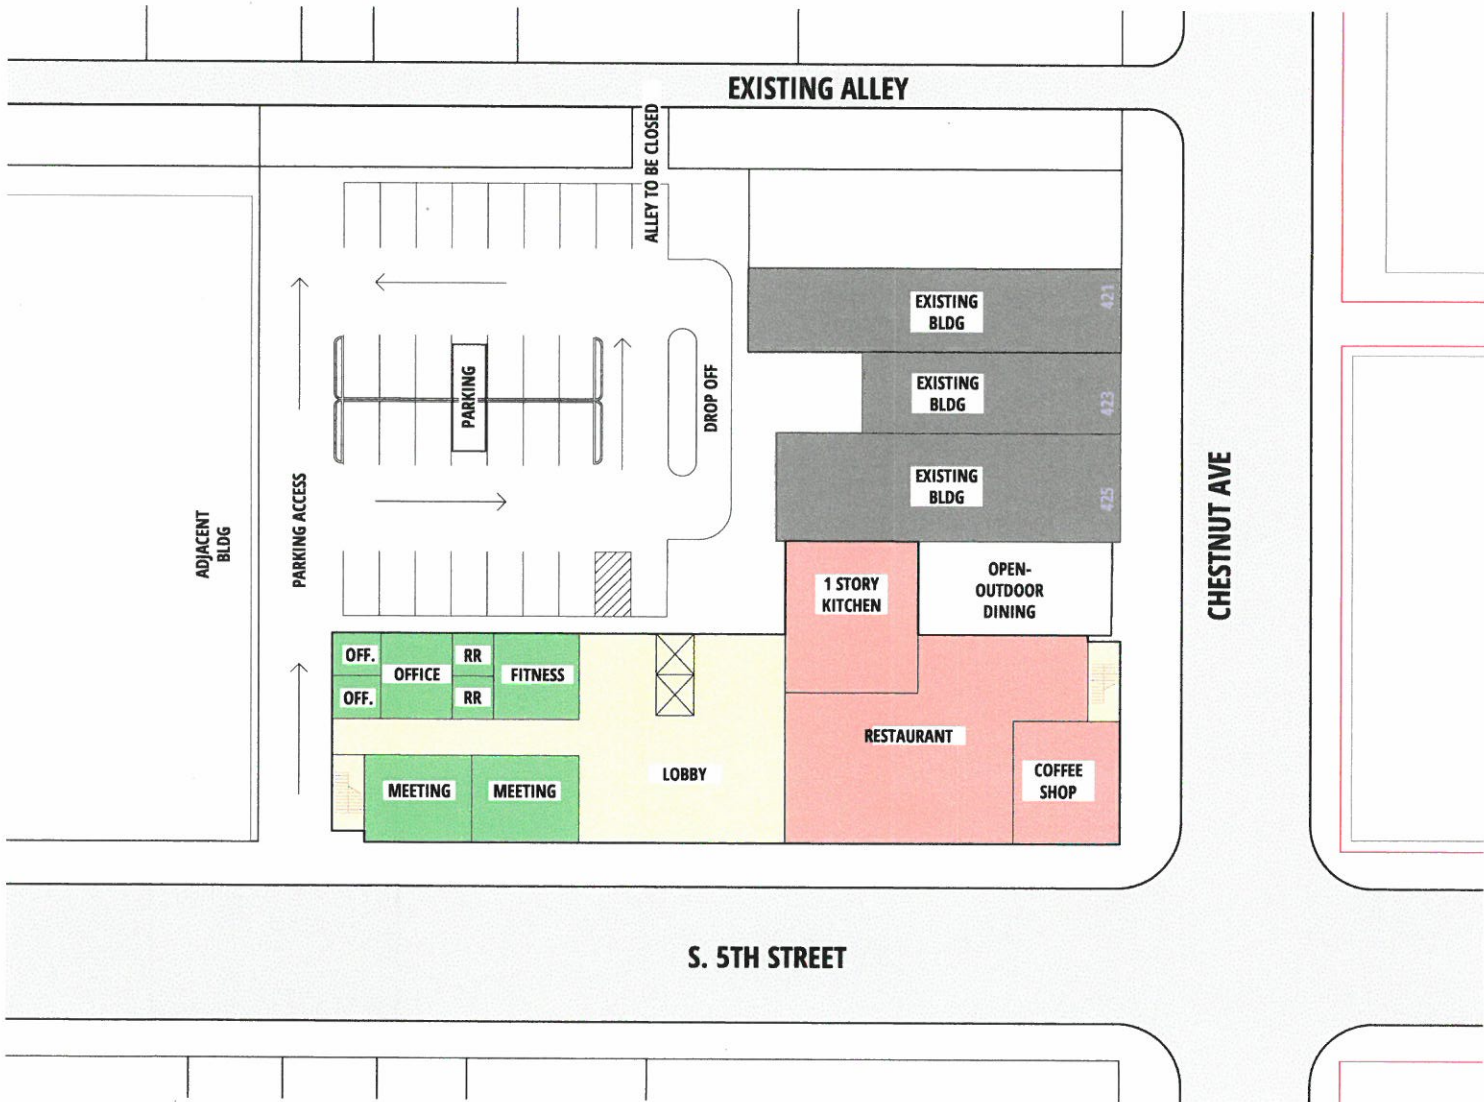 EXISTING ALLEY
ALLEY TO BE CLOSED
EXISTING
BLDG
421
EXISTING
BLDG
423
EXISTING
BLDG
425
PARKING
DROP OFF
PARKING ACCESS
ADJACENT
BLDG
CHESTNUT AVE
1 STORY
KITCHEN
OPEN-
OUTDOOR
DINING
OFF.
OFFICE
RR
FITNESS
OFF.
RR
RESTAURANT
LOBBY
MEETING
MEETING
COFFEE
SHOP
S. 5TH STREET